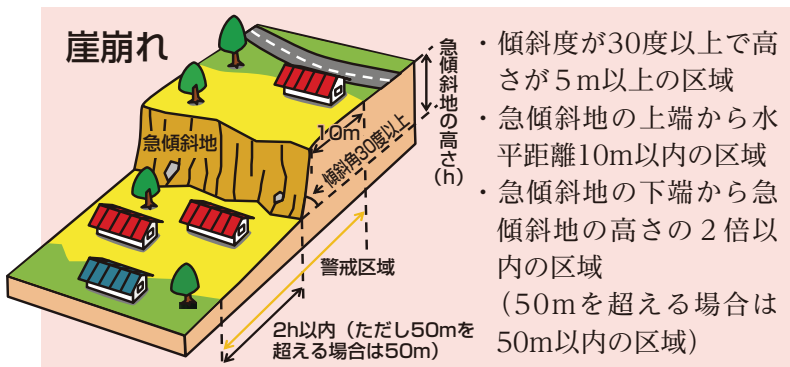 崖崩れ
急傾斜地
10m
傾斜角30度以上
急傾斜地の高さ(h)
警戒区域
2h以内（ただし50mを
超える場合は50m）
・傾斜度が30度以上で高
さが５m以上の区域
・急傾斜地の上端から水
平距離10m以内の区域
・急傾斜地の下端から急
傾斜地の高さの２倍以
内の区域
（50mを超える場合は
50m以内の区域）